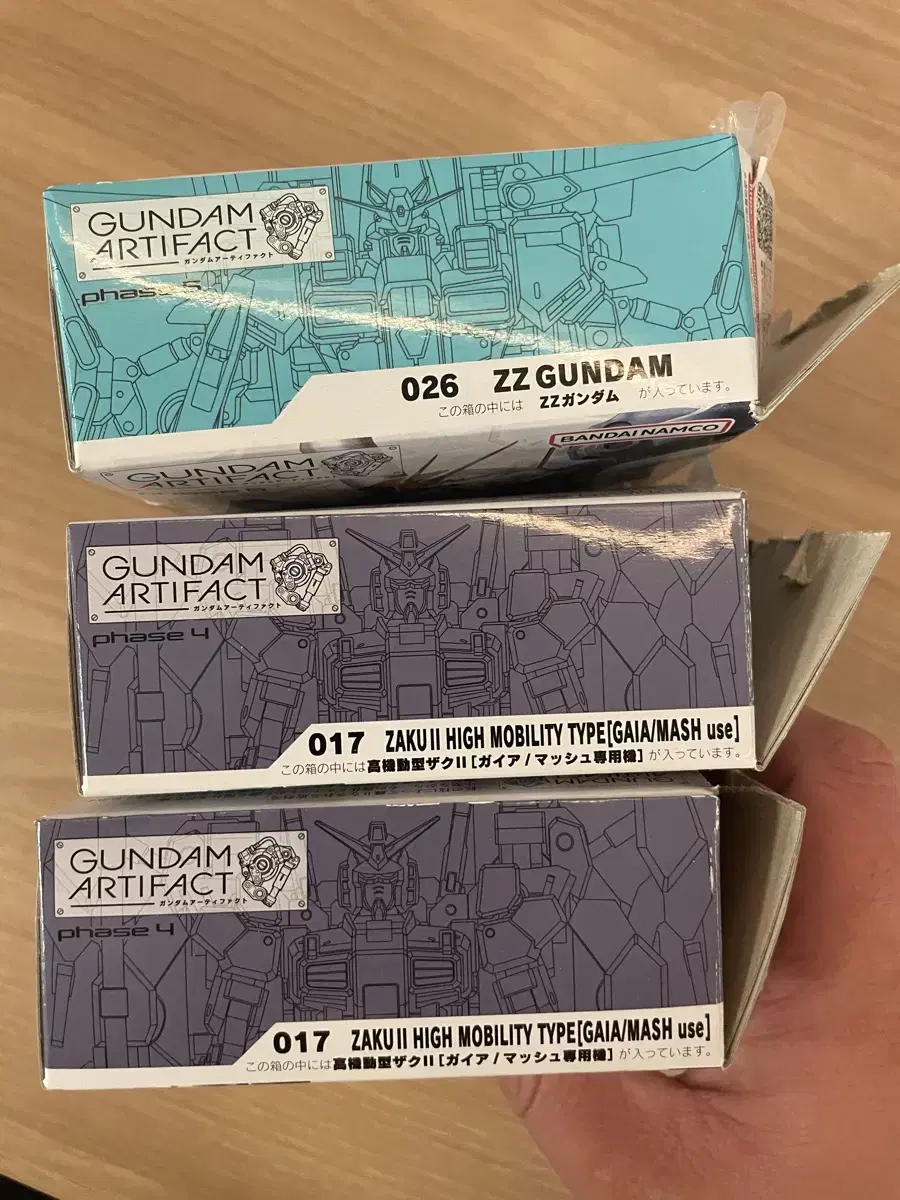 GUNDAM
ARTIFACT
ガンダムアーティファクト
phase 5
026 ZZ GUNDAM
この箱の中には ZZガンダム が入っています。
BANDAI NAMCO
GUNDAM
ARTIFACT
GUNDAM
ARTIFACT
ガンダムアーティファクト
phase 4
017 ZAKU II HIGH MOBILITY TYPE[GAIA/MASH use]
この箱の中には高機動型ザクII[ガイア/マッシュ専用機]が入っています。
GUNDAM
ARTIFACT
ガンダムアーティファクト
phase 4
017 ZAKU II HIGH MOBILITY TYPE[GAIA/MASH use]
この箱の中には高機動型ザクII[ガイア/マッシュ専用機]が入っています。